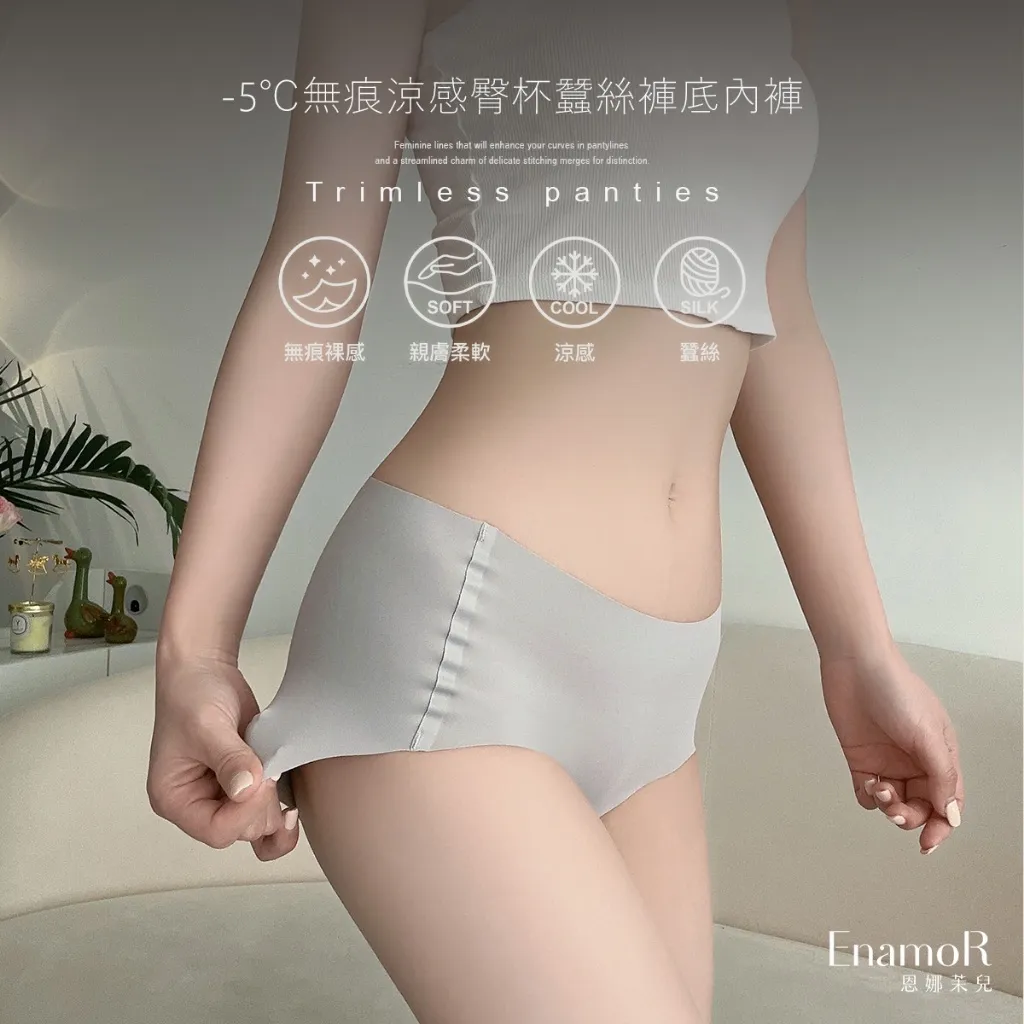 -5°C無痕涼感臀杯蠶絲褲底內褲
Feminine lines that will enhance your curves in pantylines
and a streamlined charm of delicate stitching merges for distinction.
Trimless panties
SOFT
COOL
SILK
無痕裸感
親膚柔軟
涼感
蠶絲
EnamoR
恩娜茉兒